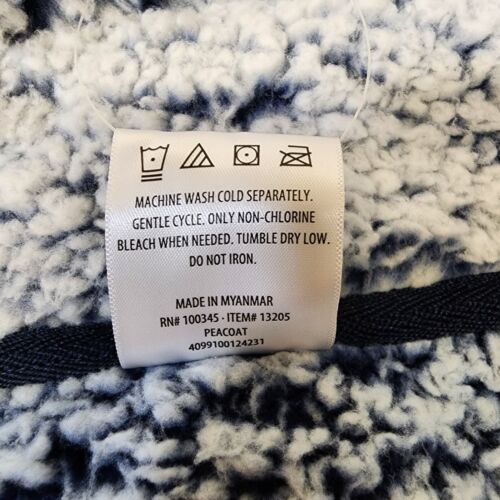 MACHINE WASH COLD SEPARATELY.
GENTLE CYCLE. ONLY NON-CHLORINE
BLEACH WHEN NEEDED. TUMBLE DRY LOW.
DO NOT IRON.
MADE IN MYANMAR
RN# 100345 · ITEM# 13205
PEACOAT
4099100124231